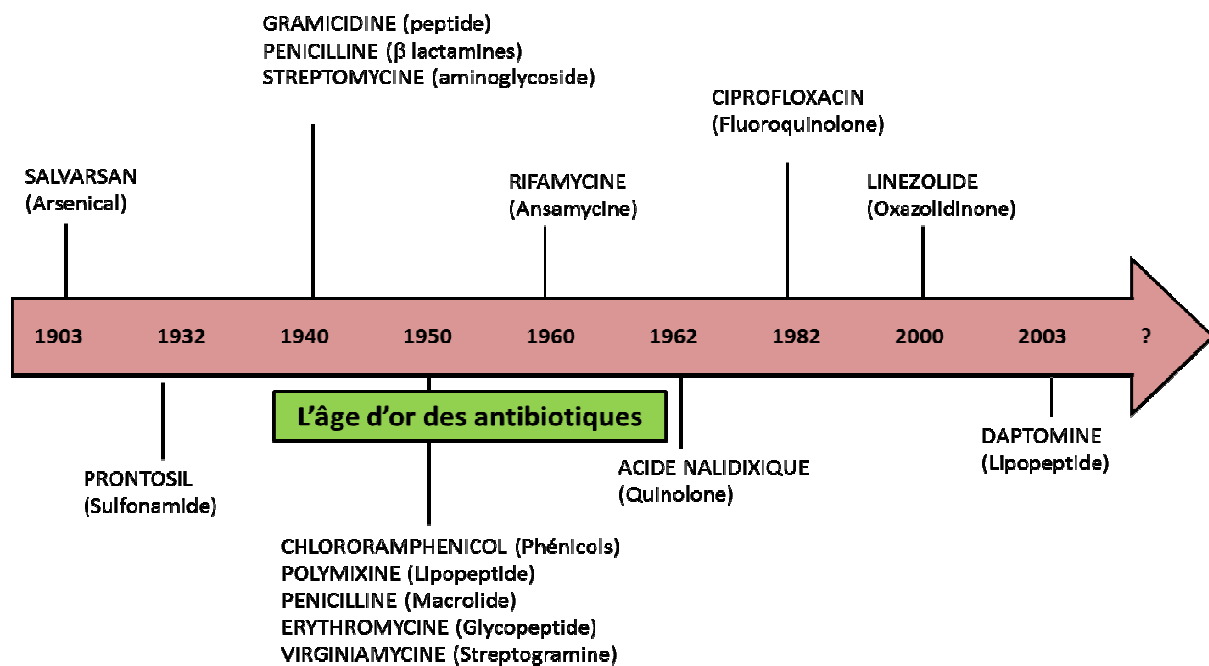 GRAMICIDINE (peptide)
PENICILLINE (β lactamines)
STREPTOMYCINE (aminoglycoside)
CIPROFLOXACIN
(Fluoroquinolone)
SALVARSAN
(Arsenical)
RIFAMYCINE
(Ansamycine)
LINEZOLIDE
(Oxazolidinone)
1903 1932 1940 1950 1960 1962 1982 2000 2003 ?
L'âge d'or des antibiotiques
PRONTOSIL
(Sulfonamide)
ACIDE NALIDIXIQUE
(Quinolone)
DAPTOMINE
(Lipopeptide)
CHLORORAMPHENICOL (Phénicols)
POLYMIXINE (Lipopeptide)
PENICILLINE (Macrolide)
ERYTHROMYCINE (Glycopeptide)
VIRGINIAMYCINE (Streptogramine)